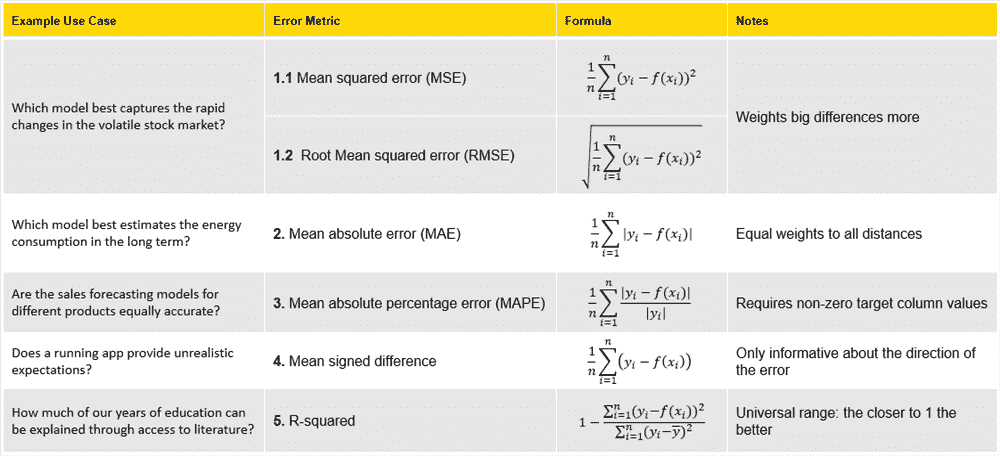 Example Use Case Error Metric Formula Notes
Which model best captures the rapid
changes in the volatile stock market?
1.1 Mean squared error (MSE)
\frac{1}{n}\sum_{i=1}^{n}(y_i - f(x_i))^2
1.2 Root Mean squared error (RMSE)
\sqrt{\frac{1}{n}\sum_{i=1}^{n}(y_i - f(x_i))^2}
Weights big differences more
Which model best estimates the energy
consumption in the long term?
2. Mean absolute error (MAE)
\frac{1}{n}\sum_{i=1}^{n}|y_i - f(x_i)|
Equal weights to all distances
Are the sales forecasting models for
different products equally accurate?
3. Mean absolute percentage error (MAPE)
\frac{1}{n}\sum_{i=1}^{n}\frac{|y_i - f(x_i)|}{|y_i|}
Requires non-zero target column values
Does a running app provide unrealistic
expectations?
4. Mean signed difference
\frac{1}{n}\sum_{i=1}^{n}(y_i - f(x_i))
Only informative about the direction of
the error
How much of our years of education can
be explained through access to literature?
5. R-squared
1 - \frac{\sum_{i=1}^{n}(y_i - f(x_i))^2}{\sum_{i=1}^{n}(y_i - \overline{y})^2}
Universal range: the closer to 1 the
better